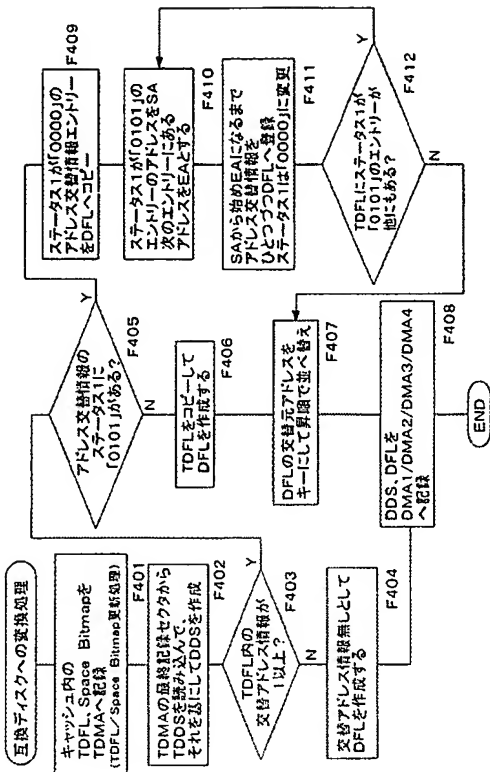 互換ディスクへの変換処理
キャッシュ内の
TDFL、Space Bitmapを
TDMAへ記録
(TDFL/Space Bitmap更新処理)
F401
TDMAの最終記録セクタから
TDDSを読み込んで、
それを基にしてDDSを作成
F402
TDFL内の
交替アドレス情報が
1以上？
F403
Y
N
交替アドレス情報無しとして
DFLを作成する
F404
アドレス交替情報の
ステータス1に
「0101」がある？
F405
Y
N
TDFLをコピーして
DFLを作成する
F406
DFLの交替元アドレスを
キーにして昇順で並べ替え
F407
DDS、DFLを
DMA1/DMA2/DMA3/DMA4
へ記録
F408
END
ステータス1が「0000」の
アドレス交替情報エントリー
をDFLへコピー
F409
ステータス1が「0101」の
エントリーのアドレスをSA
次のエントリーにある
アドレスをEAとする
F410
SAから始めEAになるまで
アドレス交替情報を
ひとつづつDFLへ登録
ステータス1は「0000」に変更
F411
TDFLにステータス1が
「0101」のエントリーが
他にもある？
F412
Y
N